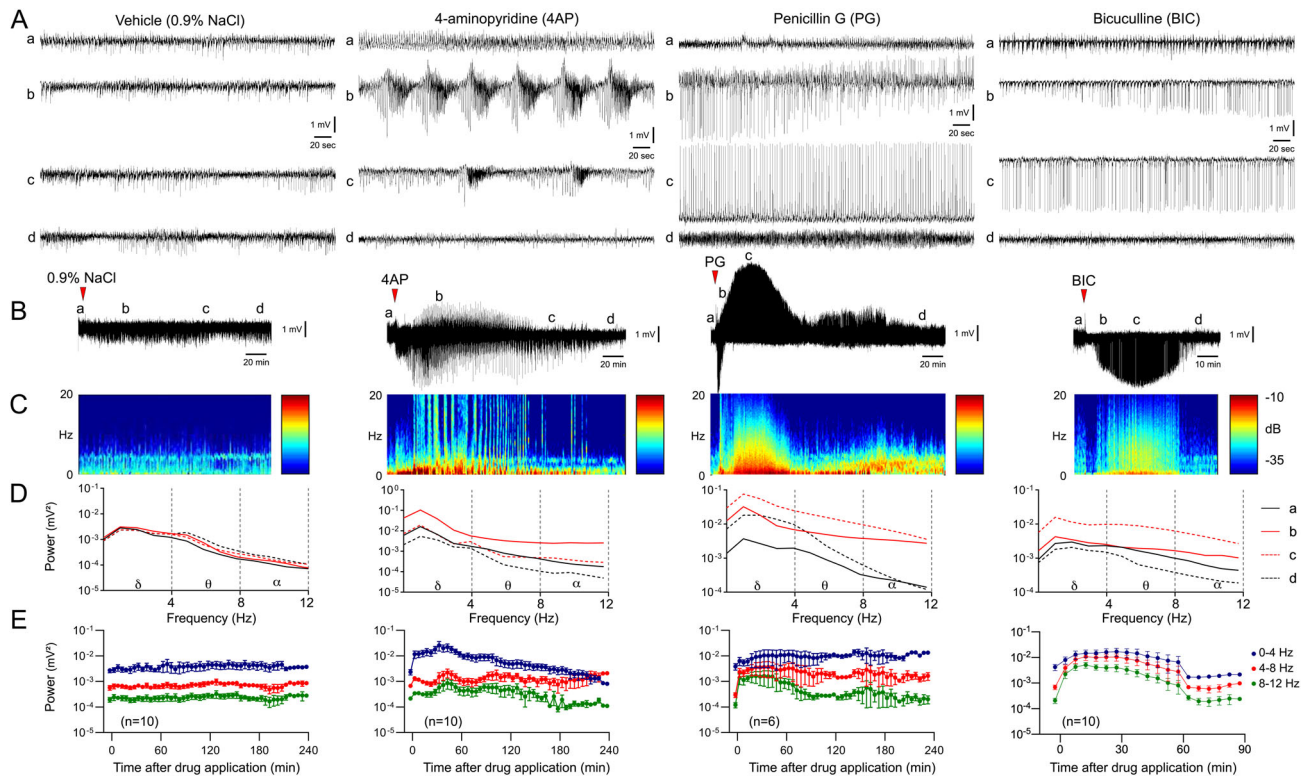 A
Vehicle (0.9% NaCl)
4-aminopyridine (4AP)
Penicillin G (PG)
Bicuculline (BIC)
a
a
a
a
b
b
b
b
1 mV
20 sec
1 mV
20 sec
1 mV
20 sec
1 mV
20 sec
c
c
c
c
d
d
d
d
B
0.9% NaCl
a
b
c
d
1 mV
20 min
4AP
a
b
c
d
1 mV
20 min
PG
a
b
c
d
1 mV
20 min
BIC
a
b
c
d
1 mV
10 min
C
20
Hz
0
20
Hz
0
20
Hz
0
20
Hz
0
-10
dB
-35
D
Power (mV²)
10⁻¹
10⁻²
10⁻³
10⁻⁴
10⁻⁵
δ
θ
α
4
8
12
Frequency (Hz)
10⁰
10⁻¹
10⁻²
10⁻³
10⁻⁴
10⁻⁵
δ
θ
α
4
8
12
Frequency (Hz)
10⁻¹
10⁻²
10⁻³
10⁻⁴
δ
θ
α
4
8
12
Frequency (Hz)
10⁻¹
10⁻²
10⁻³
10⁻⁴
10⁻⁵
δ
θ
α
4
8
12
Frequency (Hz)
a
b
c
d
E
Power (mV²)
10⁻¹
10⁻²
10⁻³
10⁻⁴
10⁻⁵
(n=10)
0 60 120 180 240
Time after drug application (min)
10⁻¹
10⁻²
10⁻³
10⁻⁴
10⁻⁵
(n=10)
0 60 120 180 240
Time after drug application (min)
10⁻¹
10⁻²
10⁻³
10⁻⁴
10⁻⁵
(n=6)
0 60 120 180 240
Time after drug application (min)
10⁻¹
10⁻²
10⁻³
10⁻⁴
10⁻⁵
(n=10)
0 30 60 90
Time after drug application (min)
0-4 Hz
4-8 Hz
8-12 Hz